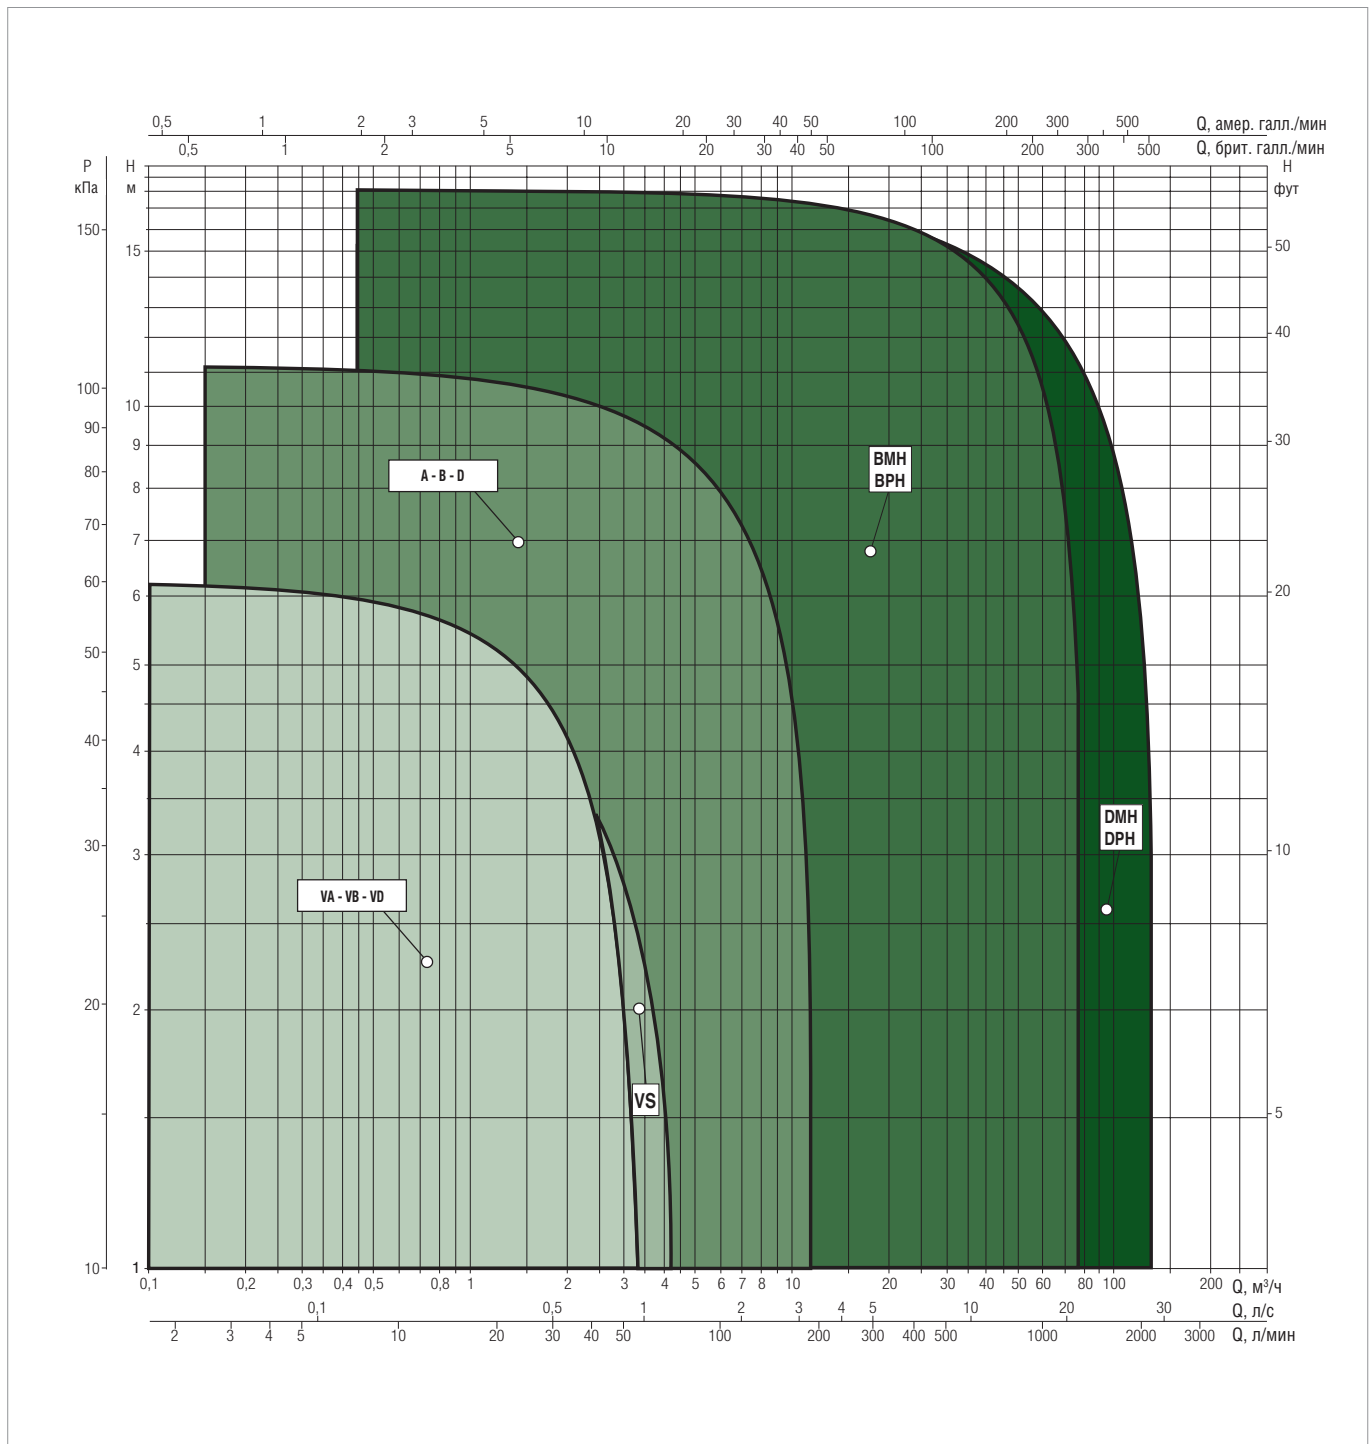 0,5 1 2 3 5 10 20 30 40 50 100 200 300 500 Q, амер. галл./мин
0,5 1 2 5 10 20 30 40 50 100 200 300 500 Q, брит. галл./мин
P H H
кПа м фут
150 15 50
40
100 10
90 9 30
80 8
70 7
60 6 20
50 5
40 4
30 3 10
20 2
5
10 1
A - B - D
BMH
BPH
DMH
DPH
VA - VB - VD
VS
0,1 0,2 0,3 0,4 0,5 0,8 1 2 3 4 5 6 7 8 10 20 30 40 50 60 80 100 200 Q, м³/ч
0,1 0,5 1 2 3 4 5 10 20 30 Q, л/с
2 3 4 5 10 20 30 40 50 100 200 300 400 500 1000 2000 3000 Q, л/мин